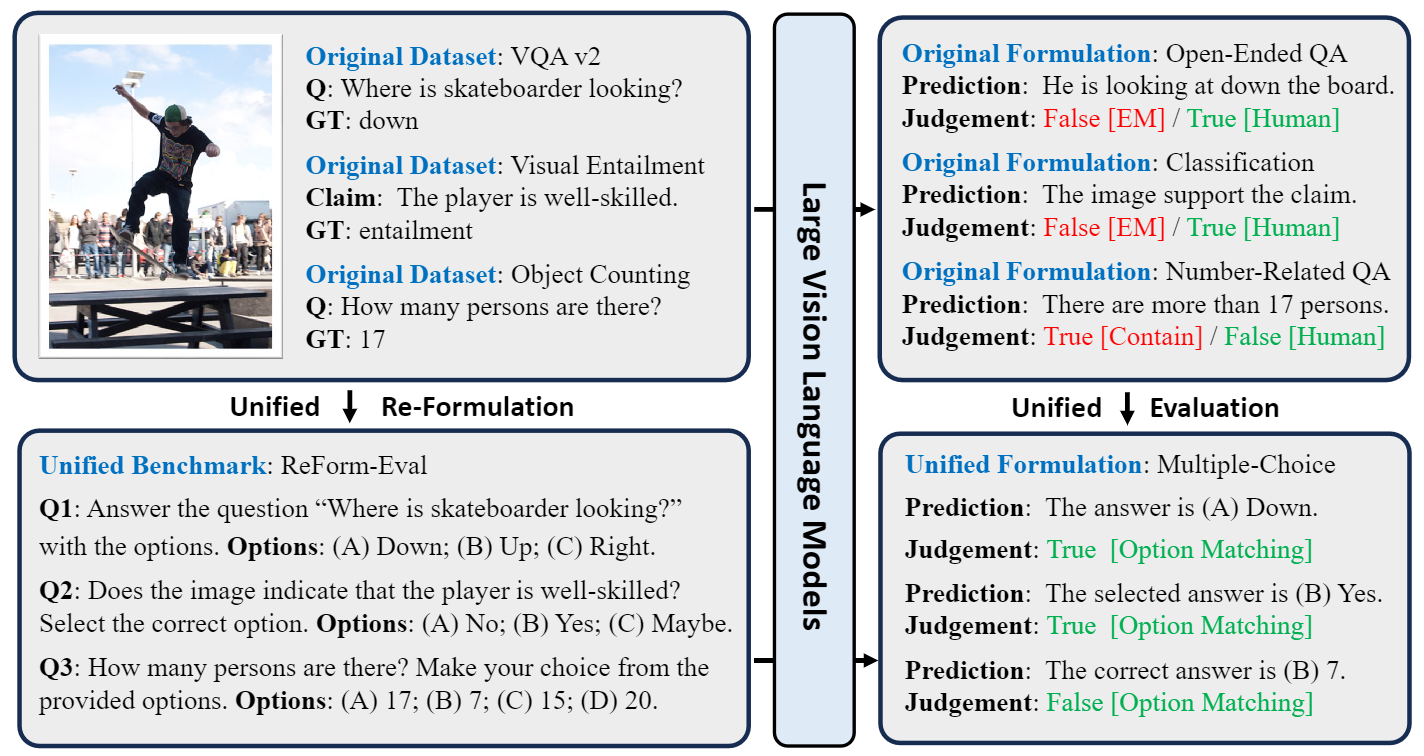 Original Dataset: VQA v2
Q: Where is skateboarder looking?
GT: down
Original Dataset: Visual Entailment
Claim: The player is well-skilled.
GT: entailment
Original Dataset: Object Counting
Q: How many persons are there?
GT: 17
Unified Re-Formulation
Unified Benchmark: ReForm-Eval
Q1: Answer the question “Where is skateboarder looking?”
with the options. Options: (A) Down; (B) Up; (C) Right.
Q2: Does the image indicate that the player is well-skilled?
Select the correct option. Options: (A) No; (B) Yes; (C) Maybe.
Q3: How many persons are there? Make your choice from the
provided options. Options: (A) 17; (B) 7; (C) 15; (D) 20.
Large Vision Language Models
Original Formulation: Open-Ended QA
Prediction: He is looking at down the board.
Judgement: False [EM] / True [Human]
Original Formulation: Classification
Prediction: The image support the claim.
Judgement: False [EM] / True [Human]
Original Formulation: Number-Related QA
Prediction: There are more than 17 persons.
Judgement: True [Contain] / False [Human]
Unified Evaluation
Unified Formulation: Multiple-Choice
Prediction: The answer is (A) Down.
Judgement: True [Option Matching]
Prediction: The selected answer is (B) Yes.
Judgement: True [Option Matching]
Prediction: The correct answer is (B) 7.
Judgement: False [Option Matching]